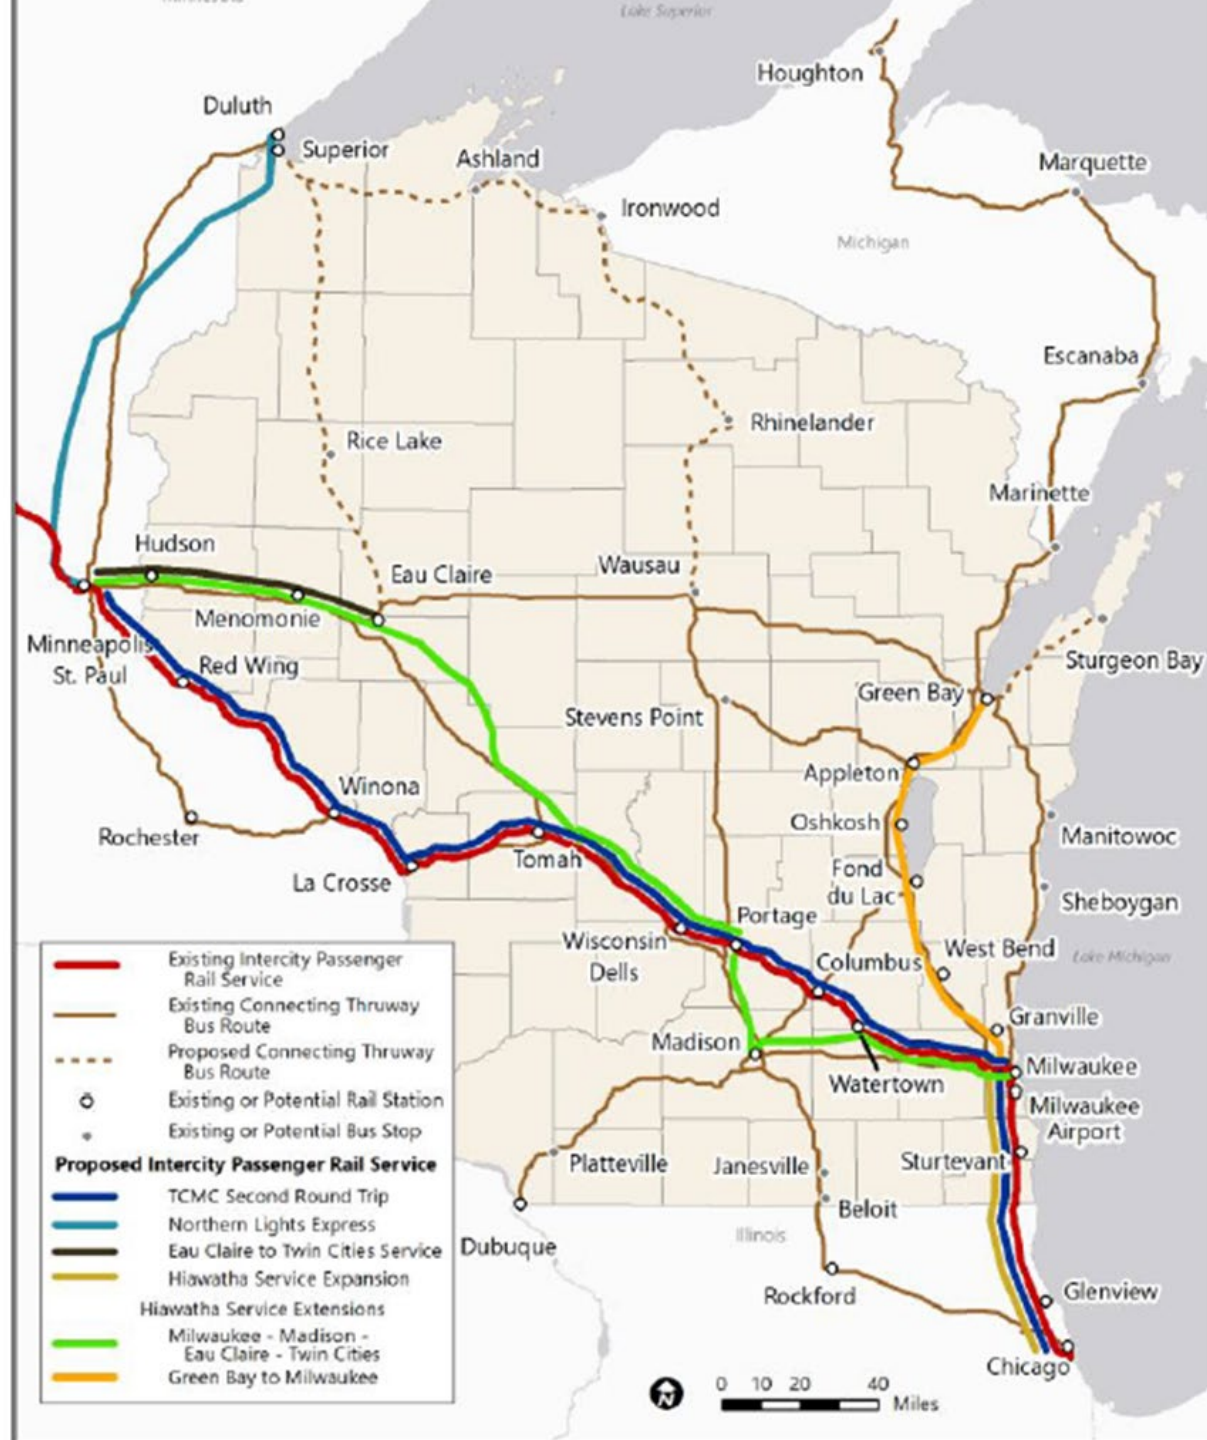 Lake Superior
Houghton
Duluth
Superior
Ashland
Marquette
Ironwood
Michigan
Escanaba
Rhinelander
Rice Lake
Marinette
Hudson
Eau Claire
Wausau
Menomonie
Minneapolis
St. Paul
Red Wing
Sturgeon Bay
Green Bay
Stevens Point
Appleton
Winona
Oshkosh
Rochester
Manitowoc
Tomah
Fond
du Lac
La Crosse
Sheboygan
Portage
Wisconsin
Dells
West Bend
Lake Michigan
Columbus
Granville
Madison
Milwaukee
Watertown
Milwaukee
Airport
Platteville
Janesville
Sturtevant
Beloit
Illinois
Dubuque
Rockford
Glenview
Chicago
Existing Intercity Passenger
Rail Service
Existing Connecting Thruway
Bus Route
Proposed Connecting Thruway
Bus Route
Existing or Potential Rail Station
Existing or Potential Bus Stop
Proposed Intercity Passenger Rail Service
TCMC Second Round Trip
Northern Lights Express
Eau Claire to Twin Cities Service
Hiawatha Service Expansion
Hiawatha Service Extensions
Milwaukee - Madison -
Eau Claire - Twin Cities
Green Bay to Milwaukee
N
0 10 20 40
Miles